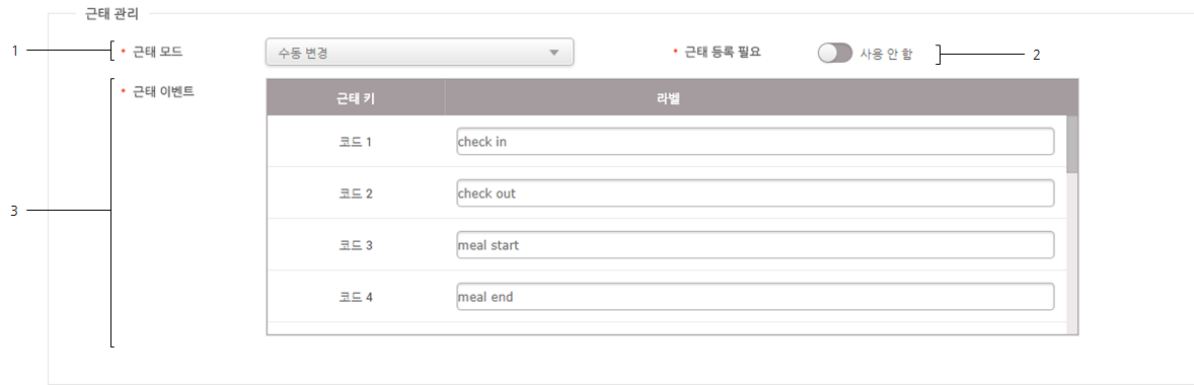 근태 관리
1 * 근태 모드 수동 변경 * 근태 등록 필요 사용 안 함 2
* 근태 이벤트
근태 키 라벨
코드 1 check in
코드 2 check out
3
코드 3 meal start
코드 4 meal end